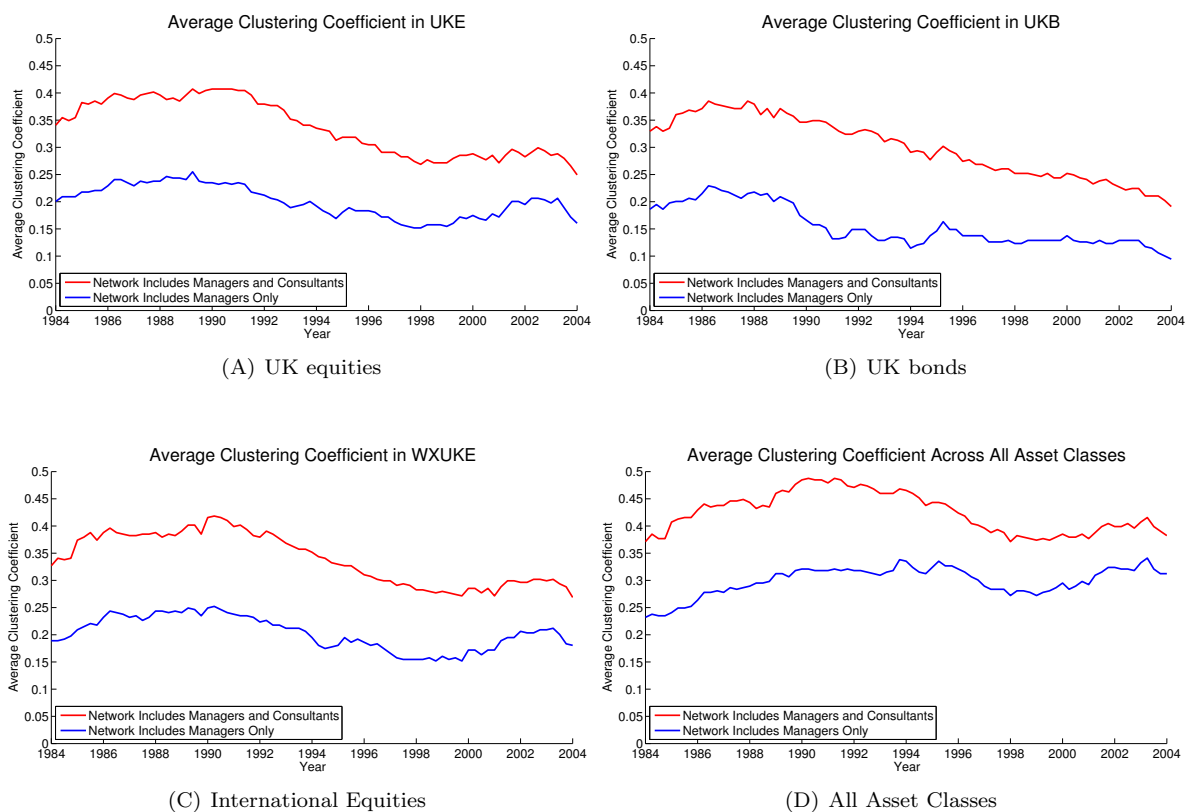 Average Clustering Coefficient in UKE
0.5
0.45
0.4
0.35
0.3
0.25
0.2
0.15
0.1
0.05
0
Average Clustering Coefficient
Network Includes Managers and Consultants
Network Includes Managers Only
1984 1986 1988 1990 1992 1994 1996 1998 2000 2002 2004
Year
(A) UK equities
Average Clustering Coefficient in UKB
0.5
0.45
0.4
0.35
0.3
0.25
0.2
0.15
0.1
0.05
0
Average Clustering Coefficient
Network Includes Managers and Consultants
Network Includes Managers Only
1984 1986 1988 1990 1992 1994 1996 1998 2000 2002 2004
Year
(B) UK bonds
Average Clustering Coefficient in WXUKE
0.5
0.45
0.4
0.35
0.3
0.25
0.2
0.15
0.1
0.05
0
Average Clustering Coefficient
Network Includes Managers and Consultants
Network Includes Managers Only
1984 1986 1988 1990 1992 1994 1996 1998 2000 2002 2004
Year
(C) International Equities
Average Clustering Coefficient Across All Asset Classes
0.5
0.45
0.4
0.35
0.3
0.25
0.2
0.15
0.1
0.05
0
Average Clustering Coefficient
Network Includes Managers and Consultants
Network Includes Managers Only
1984 1986 1988 1990 1992 1994 1996 1998 2000 2002 2004
Year
(D) All Asset Classes